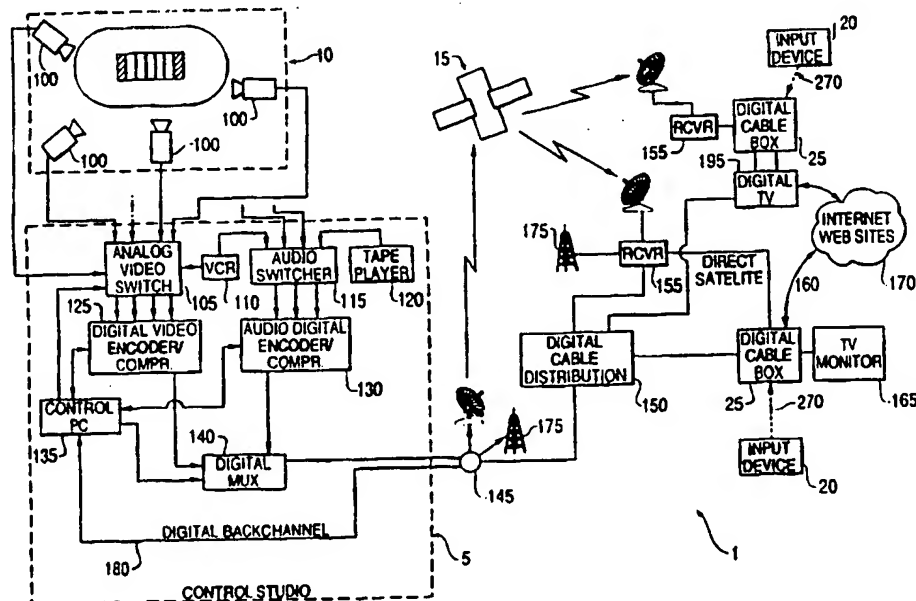 100
10
100
100
100
15
20
INPUT
DEVICE
270
RCVR
155
DIGITAL
CABLE
BOX
25
195
DIGITAL
TV
INTERNET
WEB SITES
170
175
RCVR
155
DIRECT
SATELITE
160
ANALOG
VIDEO
SWITCH
105
VCR
110
AUDIO
SWITCHER
115
TAPE
PLAYER
120
125
DIGITAL VIDEO
ENCODER/
COMPR.
AUDIO DIGITAL
ENCODER/
COMPR.
130
DIGITAL
CABLE
DISTRIBUTION
150
DIGITAL
CABLE
BOX
25
TV
MONITOR
165
270
INPUT
DEVICE
20
CONTROL
PC
135
140
DIGITAL
MUX
175
145
DIGITAL BACKCHANNEL
180
5
1
CONTROL STUDIO